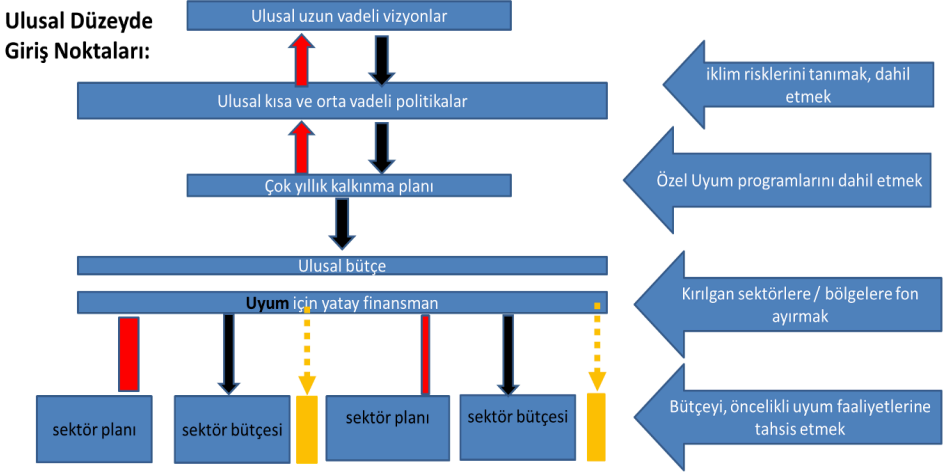 Ulusal Düzeyde
Giriş Noktaları:
Ulusal uzun vadeli vizyonlar
Ulusal kısa ve orta vadeli politikalar
iklim risklerini tanımak, dahil
etmek
Çok yıllık kalkınma planı
Özel Uyum programlarını dahil etmek
Ulusal bütçe
Uyum için yatay finansman
Kırılgan sektörlere / bölgelere fon
ayırmak
sektör planı
sektör bütçesi
sektör planı
sektör bütçesi
Bütçeyi, öncelikli uyum faaliyetlerine
tahsis etmek